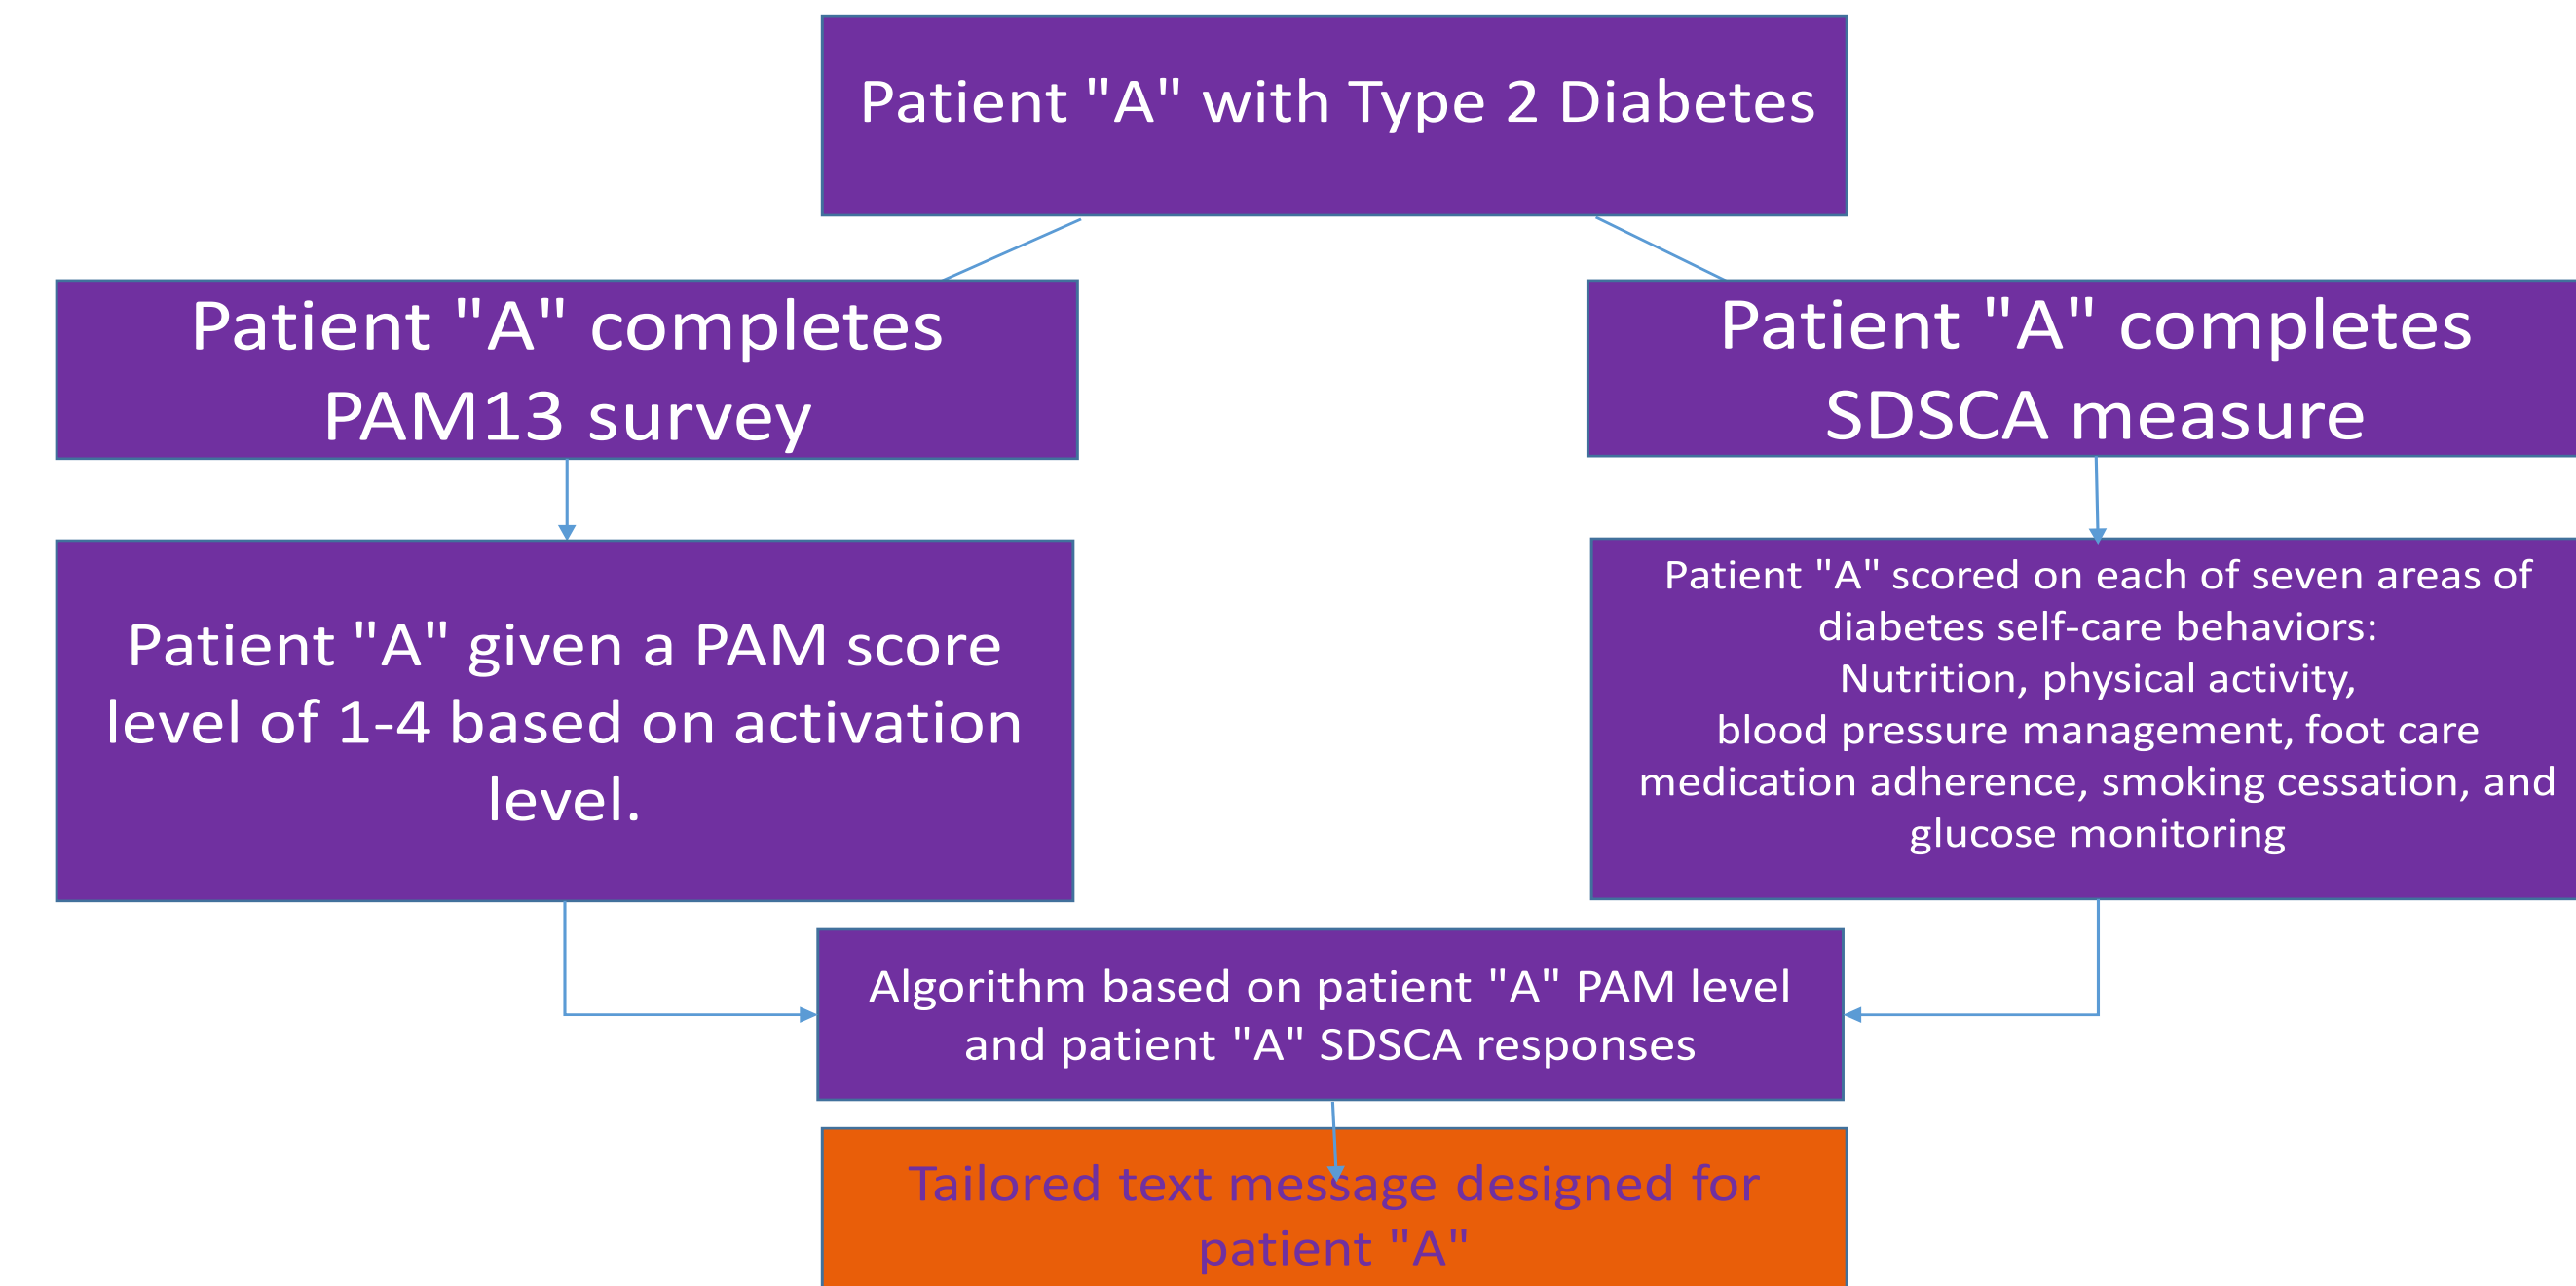 Patient "A" with Type 2 Diabetes
Patient "A" completes
PAM13 survey
Patient "A" completes
SDSCA measure
Patient "A" given a PAM score
level of 1-4 based on activation
level.
Patient "A" scored on each of seven areas of
diabetes self-care behaviors:
Nutrition, physical activity,
blood pressure management, foot care
medication adherence, smoking cessation, and
glucose monitoring
Algorithm based on patient "A" PAM level
and patient "A" SDSCA responses
Tailored text message designed for
patient "A"